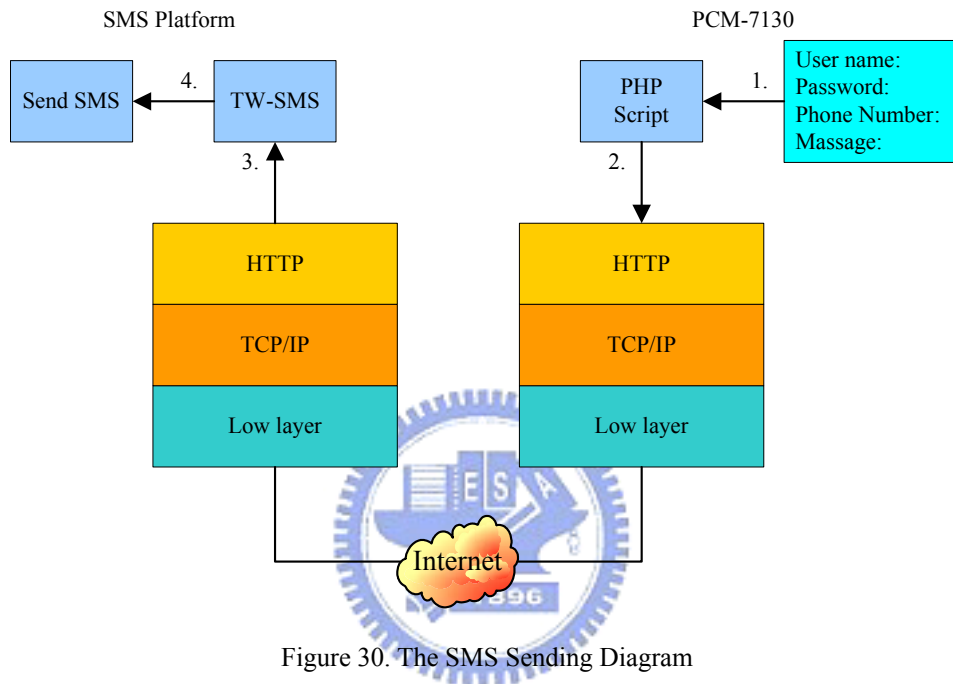 SMS Platform
PCM-7130
Send SMS
4.
TW-SMS
PHP
Script
1.
User name:
Password:
Phone Number:
Massage:
3.
2.
HTTP
TCP/IP
Low layer
HTTP
TCP/IP
Low layer
E S A
Internet
1896
Figure 30. The SMS Sending Diagram